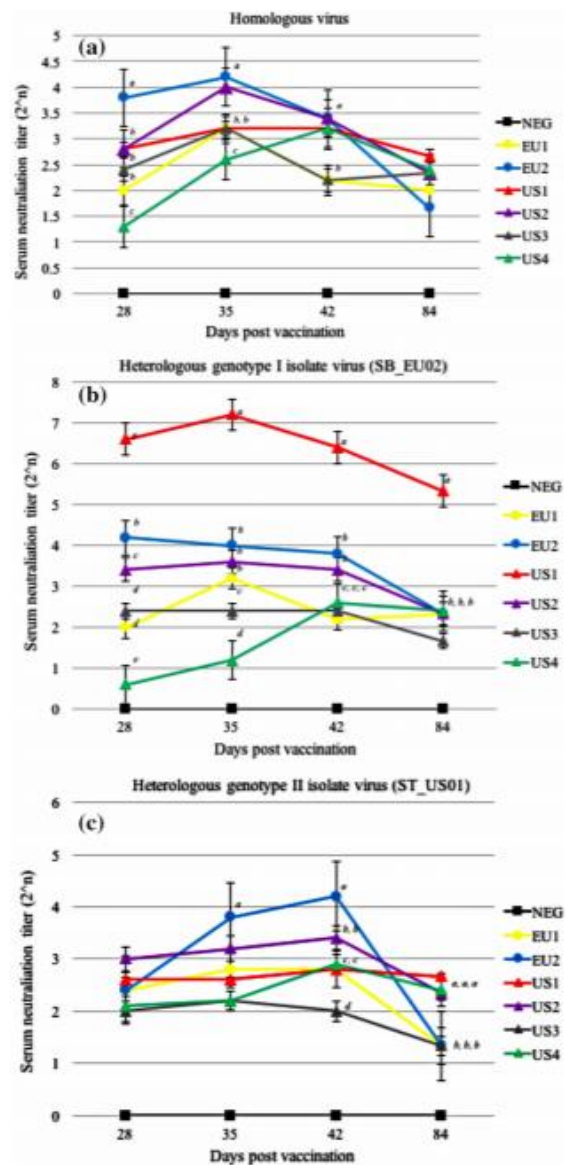 Homologous virus
(a)
Serum neutraliation titer (2^n)
5
4.5
4
3.5
3
2.5
2
1.5
1
0.5
0
a
b
b
b
c
a
b, b
c
a
b
28
35
42
84
Days post vaccination
NEG
EU1
EU2
US1
US2
US3
US4
Heterologous genotype I isolate virus (SB_EU02)
(b)
Serum neutraliation titer (2^n)
8
7
6
5
4
3
2
1
0
b
c
d
d
e
a
b
b
b
c
d
a
b
c, c, c
a
b, b, b
28
35
42
84
Days post vaccination
NEG
EU1
EU2
US1
US2
US3
US4
Heterologous genotype II isolate virus (ST_US01)
(c)
Serum neutraliation titer (2^n)
6
5
4
3
2
1
0
a
a
b, b
c, c
d
a, a, a
b, b, b
28
35
42
84
Days post vaccination
NEG
EU1
EU2
US1
US2
US3
US4